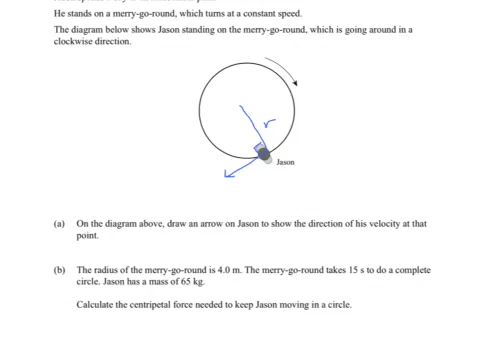 He stands on a merry-go-round, which turns at a constant speed.
The diagram below shows Jason standing on the merry-go-round, which is going around in a
clockwise direction.
r
Jason
(a) On the diagram above, draw an arrow on Jason to show the direction of his velocity at that
point.
(b) The radius of the merry-go-round is 4.0 m. The merry-go-round takes 15 s to do a complete
circle. Jason has a mass of 65 kg.
Calculate the centripetal force needed to keep Jason moving in a circle.